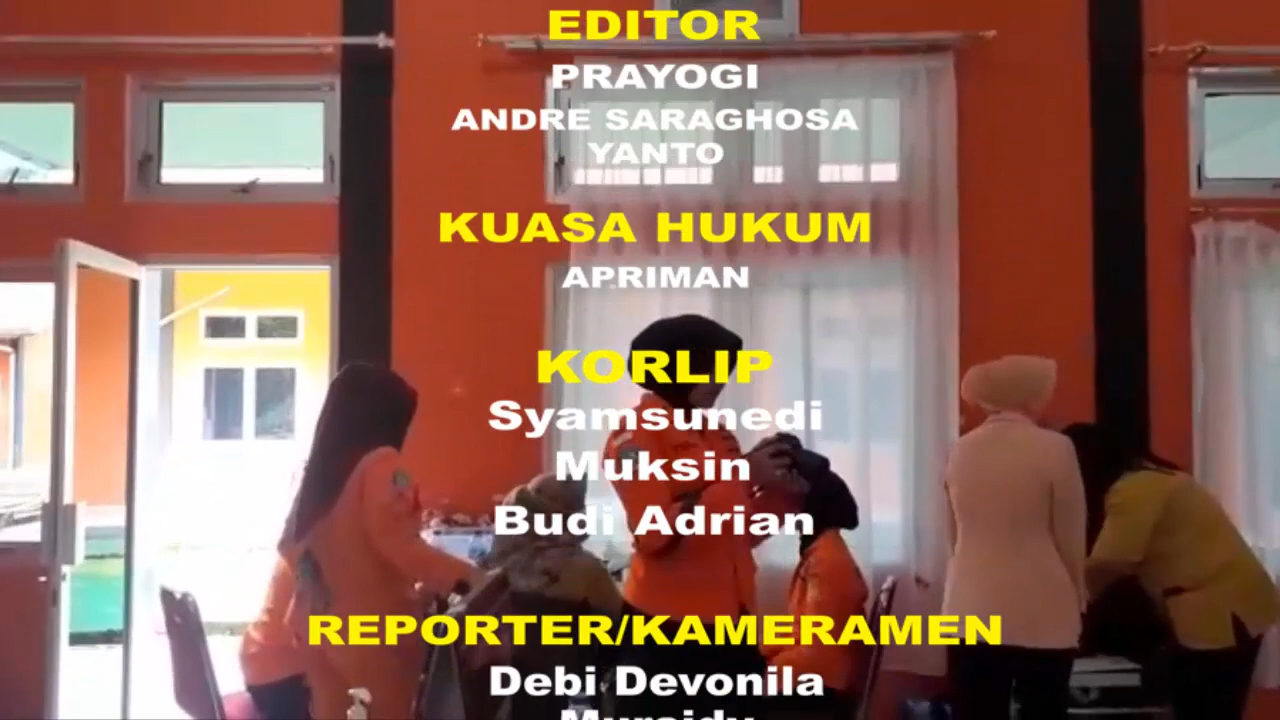 EDITOR
PRAYOGI
ANDRE SARAGHOSA
YANTO
KUASA HUKUM
APRIMAN
KORLIP
Syamsunedi
Muksin
Budi Adrian
REPORTER/KAMERAMEN
Debi Devonila